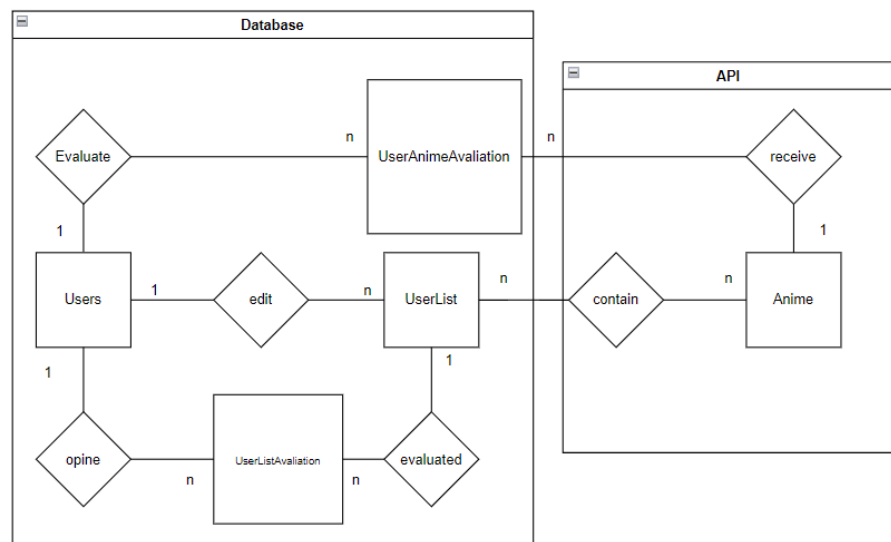 Database
API
Evaluate
n
UserAnimeAvaliation
n
receive
1
1
Users
1
edit
n
UserList
n
contain
n
Anime
1
1
opine
n
UserListAvaliation
n
evaluated